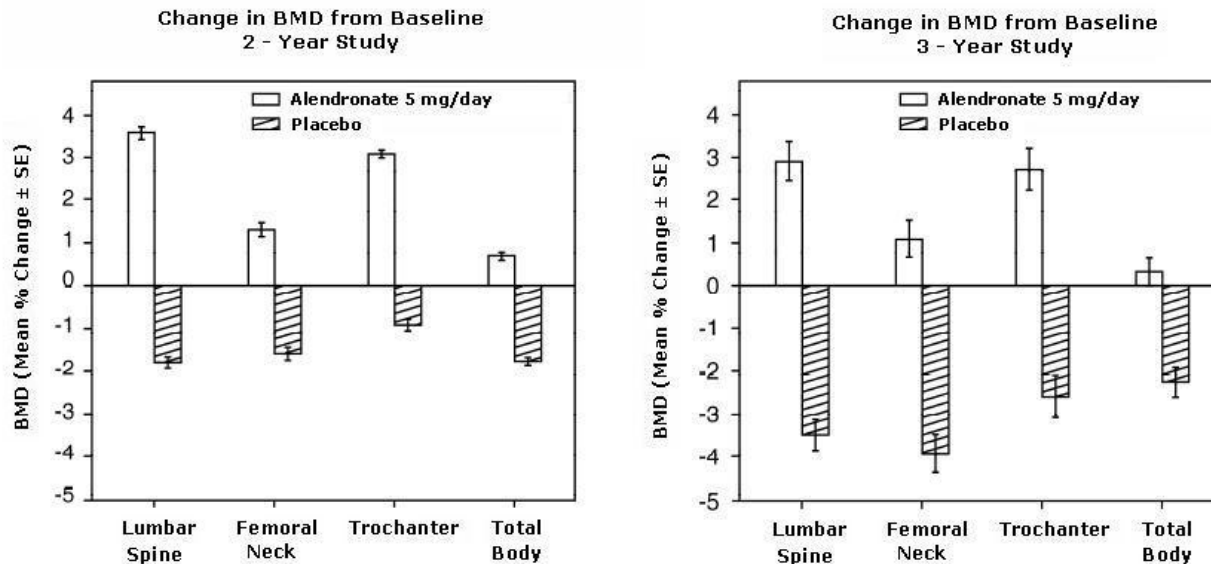 Change in BMD from Baseline
2 - Year Study
Alendronate 5 mg/day
Placebo
BMD (Mean % Change ± SE)
4
3
2
1
0
-1
-2
-3
-4
-5
Lumbar Spine
Femoral Neck
Trochanter
Total Body
Change in BMD from Baseline
3 - Year Study
Alendronate 5 mg/day
Placebo
BMD (Mean % Change ± SE)
4
3
2
1
0
-1
-2
-3
-4
-5
Lumbar Spine
Femoral Neck
Trochanter
Total Body